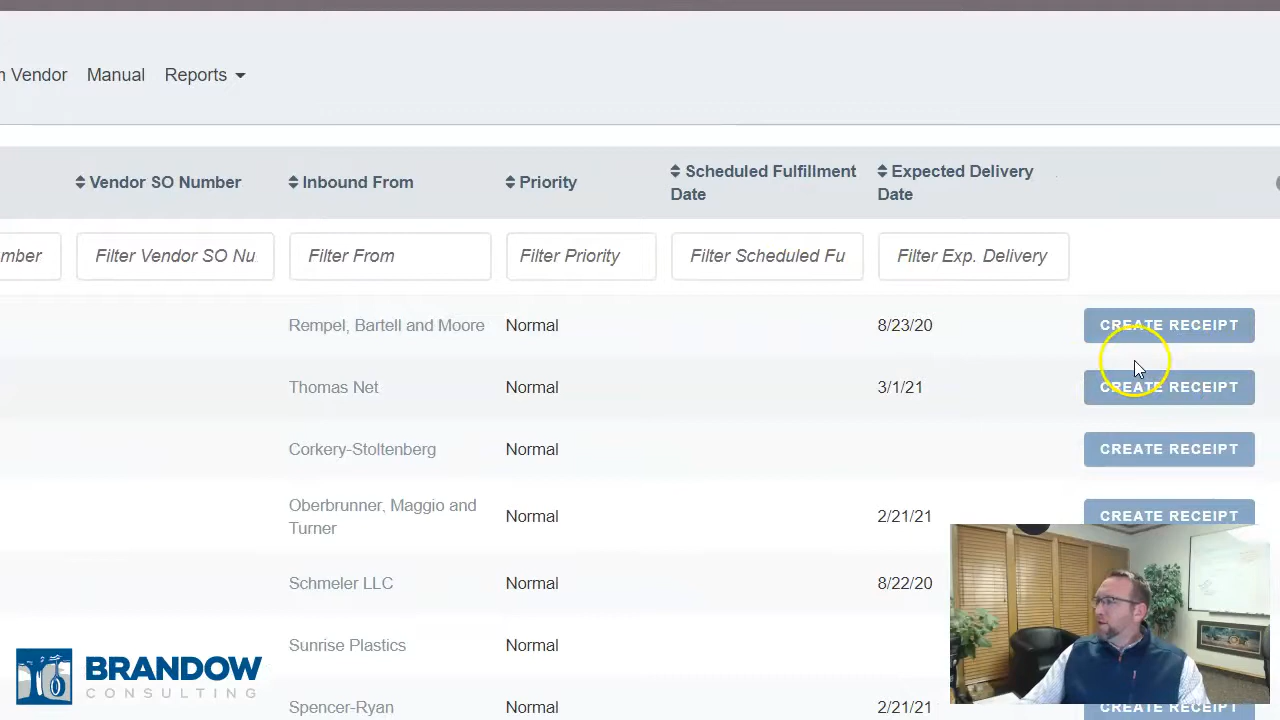 Vendor Manual Reports
Vendor SO Number Inbound From Priority Scheduled Fulfillment Date Expected Delivery Date
Filter Vendor SO Nu Filter From Filter Priority Filter Scheduled Fu Filter Exp. Delivery
Rempel, Bartell and Moore Normal 8/23/20 CREATE RECEIPT
Thomas Net Normal 3/1/21 CREATE RECEIPT
Corkery-Stoltenberg Normal CREATE RECEIPT
Oberbrunner, Maggio and Turner Normal 2/21/21 CREATE RECEIPT
Schmeler LLC Normal 8/22/20
Sunrise Plastics Normal
Spencer-Ryan Normal 2/21/21 CREATE RECEIPT
BRANDOW
CONSULTING